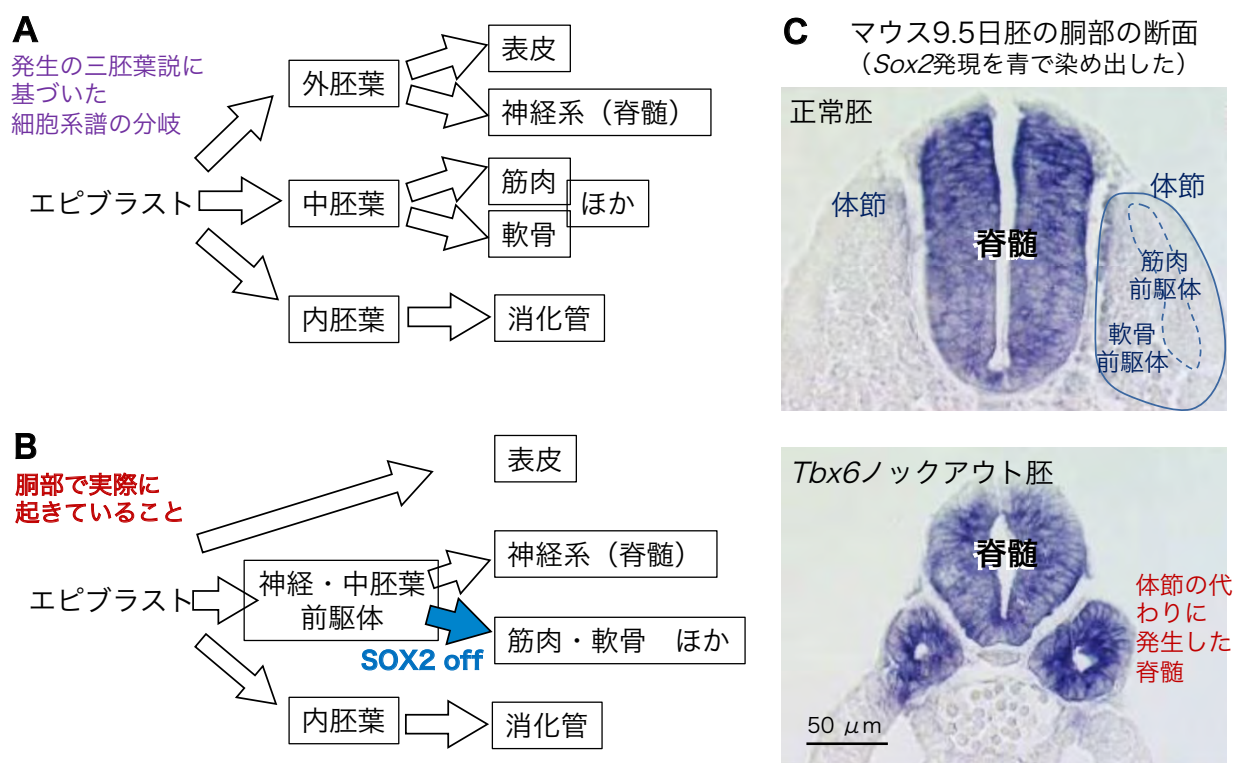 A
発生の三胚葉説に
基づいた
細胞系譜の分岐
エピブラスト
外胚葉
表皮
神経系（脊髄）
中胚葉
筋肉
軟骨
ほか
内胚葉
消化管
B
胴部で実際に
起きていること
エピブラスト
表皮
神経・中胚葉
前駆体
神経系（脊髄）
SOX2 off
筋肉・軟骨　ほか
内胚葉
消化管
C
マウス9.5日胚の胴部の断面
（Sox2発現を青で染め出した）
正常胚
体節
脊髄
体節
筋肉
前駆体
軟骨
前駆体
Tbx6ノックアウト胚
脊髄
体節の代
わりに
発生した
脊髄
50 μm